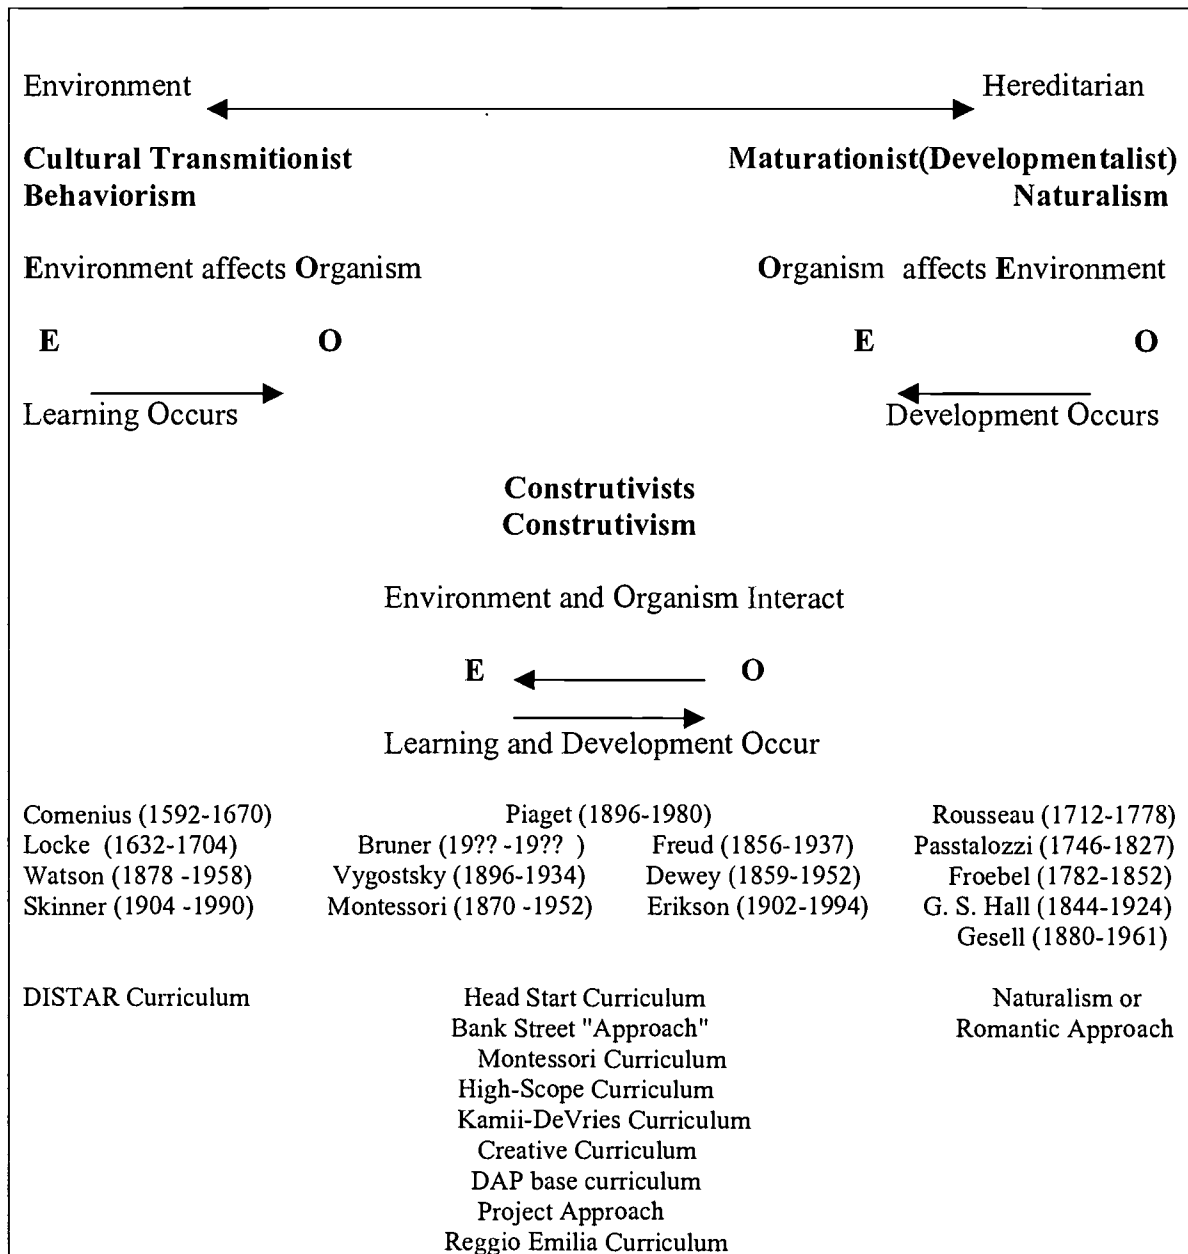 Environment Hereditarian
Cultural Transmitionist Maturationist(Developmentalist)
Behaviorism Naturalism
Environment affects Organism Organism affects Environment
E O E O
Learning Occurs Development Occurs
Construtivists
Construtivism
Environment and Organism Interact
E O
Learning and Development Occur
Comenius (1592-1670) Piaget (1896-1980) Rousseau (1712-1778)
Locke (1632-1704) Bruner (19?? -19?? ) Freud (1856-1937) Passtalozzi (1746-1827)
Watson (1878 -1958) Vygostsky (1896-1934) Dewey (1859-1952) Froebel (1782-1852)
Skinner (1904 -1990) Montessori (1870 -1952) Erikson (1902-1994) G. S. Hall (1844-1924)
Gesell (1880-1961)
DISTAR Curriculum Head Start Curriculum Naturalism or
Bank Street "Approach" Romantic Approach
Montessori Curriculum
High-Scope Curriculum
Kamii-DeVries Curriculum
Creative Curriculum
DAP base curriculum
Project Approach
Reggio Emilia Curriculum